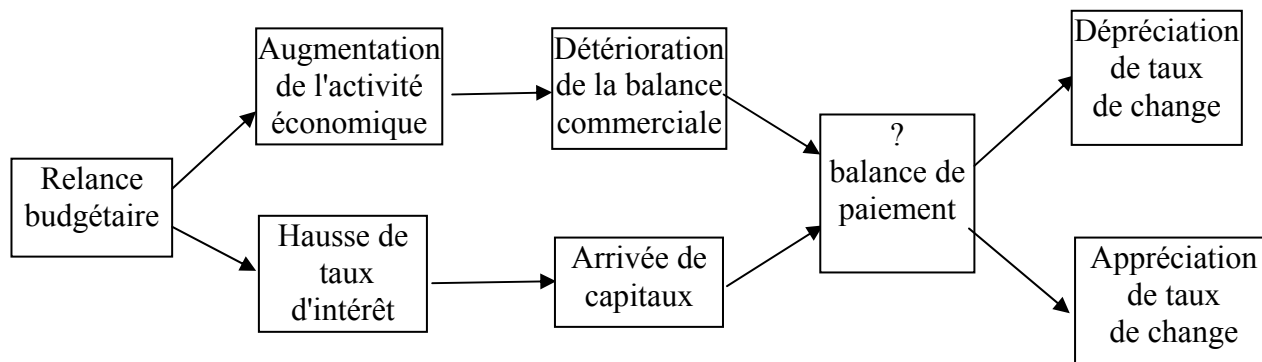 Relance
budgétaire
Augmentation
de l'activité
économique
Hausse de
taux
d'intérêt
Détérioration
de la balance
commerciale
Arrivée de
capitaux
?
balance de
paiement
Dépréciation
de taux
de change
Appréciation
de taux
de change